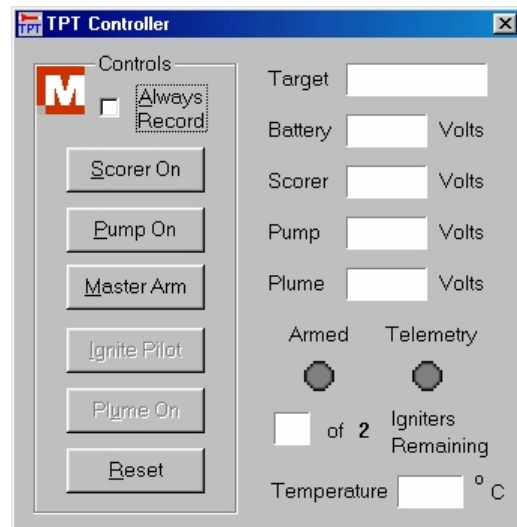 TPT TPT Controller
Controls
M
Always
Record
Scorer On
Pump On
Master Arm
Ignite Pilot
Plume On
Reset
Target
Battery Volts
Scorer Volts
Pump Volts
Plume Volts
Armed Telemetry
of 2 Igniters
Remaining
Temperature ° C